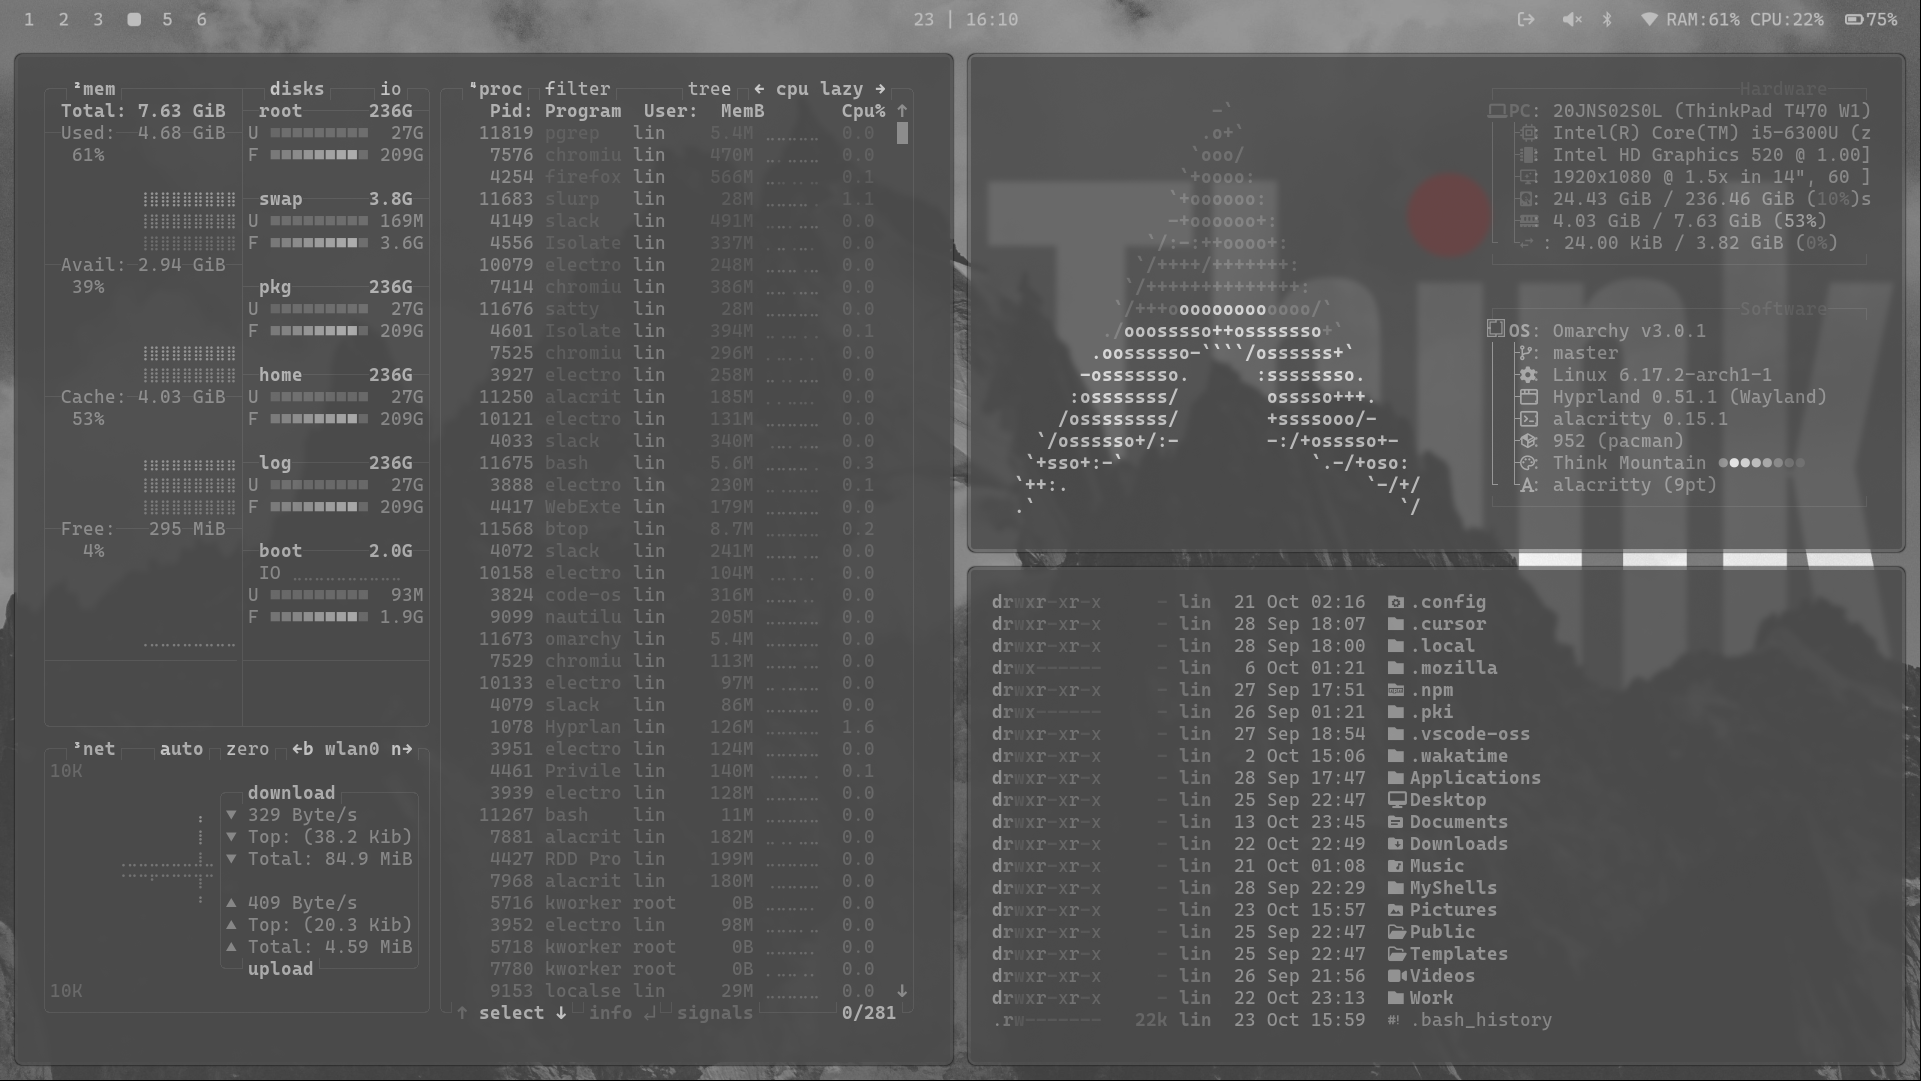 1 2 3 5 6
23 | 16:10
RAM:61% CPU:22% 75%
²mem
Total: 7.63 GiB
Used: 4.68 GiB
61%
Avail: 2.94 GiB
39%
Cache: 4.03 GiB
53%
Free: 295 MiB
4%
disks io
root 236G
U 27G
F 209G
swap 3.8G
U 169M
F 3.6G
pkg 236G
U 27G
F 209G
home 236G
U 27G
F 209G
log 236G
U 27G
F 209G
boot 2.0G
IO
U 93M
F 1.9G
³net auto zero ←b wlan0 n→
10K
download
▼ 329 Byte/s
▼ Top: (38.2 Kib)
▼ Total: 84.9 MiB
▲ 409 Byte/s
▲ Top: (20.3 Kib)
▲ Total: 4.59 MiB
upload
10K
⁴proc filter tree ← cpu lazy →
Pid: Program User: MemB Cpu% ↑
11819 pgrep lin 5.4M 0.0
7576 chromiu lin 470M 0.0
4254 firefox lin 566M 0.1
11683 slurp lin 28M 1.1
4149 slack lin 491M 0.0
4556 Isolate lin 337M 0.0
10079 electro lin 248M 0.0
7414 chromiu lin 386M 0.0
11676 satty lin 28M 0.0
4601 Isolate lin 394M 0.1
7525 chromiu lin 296M 0.0
3927 electro lin 258M 0.0
11250 alacrit lin 185M 0.0
10121 electro lin 131M 0.0
4033 slack lin 340M 0.0
11675 bash lin 5.6M 0.3
3888 electro lin 230M 0.1
4417 WebExte lin 179M 0.0
11568 btop lin 8.7M 0.2
4072 slack lin 241M 0.0
10158 electro lin 104M 0.0
3824 code-os lin 316M 0.0
9099 nautilu lin 205M 0.0
11673 omarchy lin 5.4M 0.0
7529 chromiu lin 113M 0.0
10133 electro lin 97M 0.0
4079 slack lin 86M 0.0
1078 Hyprlan lin 126M 1.6
3951 electro lin 124M 0.0
4461 Privile lin 140M 0.1
3939 electro lin 128M 0.0
11267 bash lin 11M 0.0
7881 alacrit lin 182M 0.0
4427 RDD Pro lin 199M 0.0
7968 alacrit lin 180M 0.0
5716 kworker root 0B 0.0
3952 electro lin 98M 0.0
5718 kworker root 0B 0.0
7780 kworker root 0B 0.0
9153 localse lin 29M 0.0 ↓
↑ select ↓ info ↲ signals 0/281
Think
-`
.o+`
`ooo/
`+oooo:
`+oooooo:
-+oooooo+:
`/:-:++oooo+:
`/++++/+++++++:
`/++++++++++++++:
`/+++ooooooooooooo/`
./ooosssso++osssssso+`
.oossssso-````/ossssss+`
-osssssso. :ssssssso.
:osssssss/ osssso+++.
/ossssssss/ +ssssooo/-
`/ossssso+/:- -:/+osssso+-
`+sso+:-` `.-/+oso:
`++:. `-/+/
.` `/
Hardware
PC: 20JNS02S0L (ThinkPad T470 W1)
: Intel(R) Core(TM) i5-6300U (z
: Intel HD Graphics 520 @ 1.00]
: 1920x1080 @ 1.5x in 14", 60 ]
: 24.43 GiB / 236.46 GiB (10%)s
: 4.03 GiB / 7.63 GiB (53%)
: 24.00 KiB / 3.82 GiB (0%)
Software
OS: Omarchy v3.0.1
: master
: Linux 6.17.2-arch1-1
: Hyprland 0.51.1 (Wayland)
: alacritty 0.15.1
: 952 (pacman)
: Think Mountain
: alacritty (9pt)
drwxr-xr-x - lin 21 Oct 02:16 .config
drwxr-xr-x - lin 28 Sep 18:07 .cursor
drwxr-xr-x - lin 28 Sep 18:00 .local
drwx------ - lin 6 Oct 01:21 .mozilla
drwxr-xr-x - lin 27 Sep 17:51 .npm
drwx------ - lin 26 Sep 01:21 .pki
drwxr-xr-x - lin 27 Sep 18:54 .vscode-oss
drwxr-xr-x - lin 2 Oct 15:06 .wakatime
drwxr-xr-x - lin 28 Sep 17:47 Applications
drwxr-xr-x - lin 25 Sep 22:47 Desktop
drwxr-xr-x - lin 13 Oct 23:45 Documents
drwxr-xr-x - lin 22 Oct 22:49 Downloads
drwxr-xr-x - lin 21 Oct 01:08 Music
drwxr-xr-x - lin 28 Sep 22:29 MyShells
drwxr-xr-x - lin 23 Oct 15:57 Pictures
drwxr-xr-x - lin 25 Sep 22:47 Public
drwxr-xr-x - lin 25 Sep 22:47 Templates
drwxr-xr-x - lin 26 Sep 21:56 Videos
drwxr-xr-x - lin 22 Oct 23:13 Work
.rw------- 22k lin 23 Oct 15:59 #! .bash_history